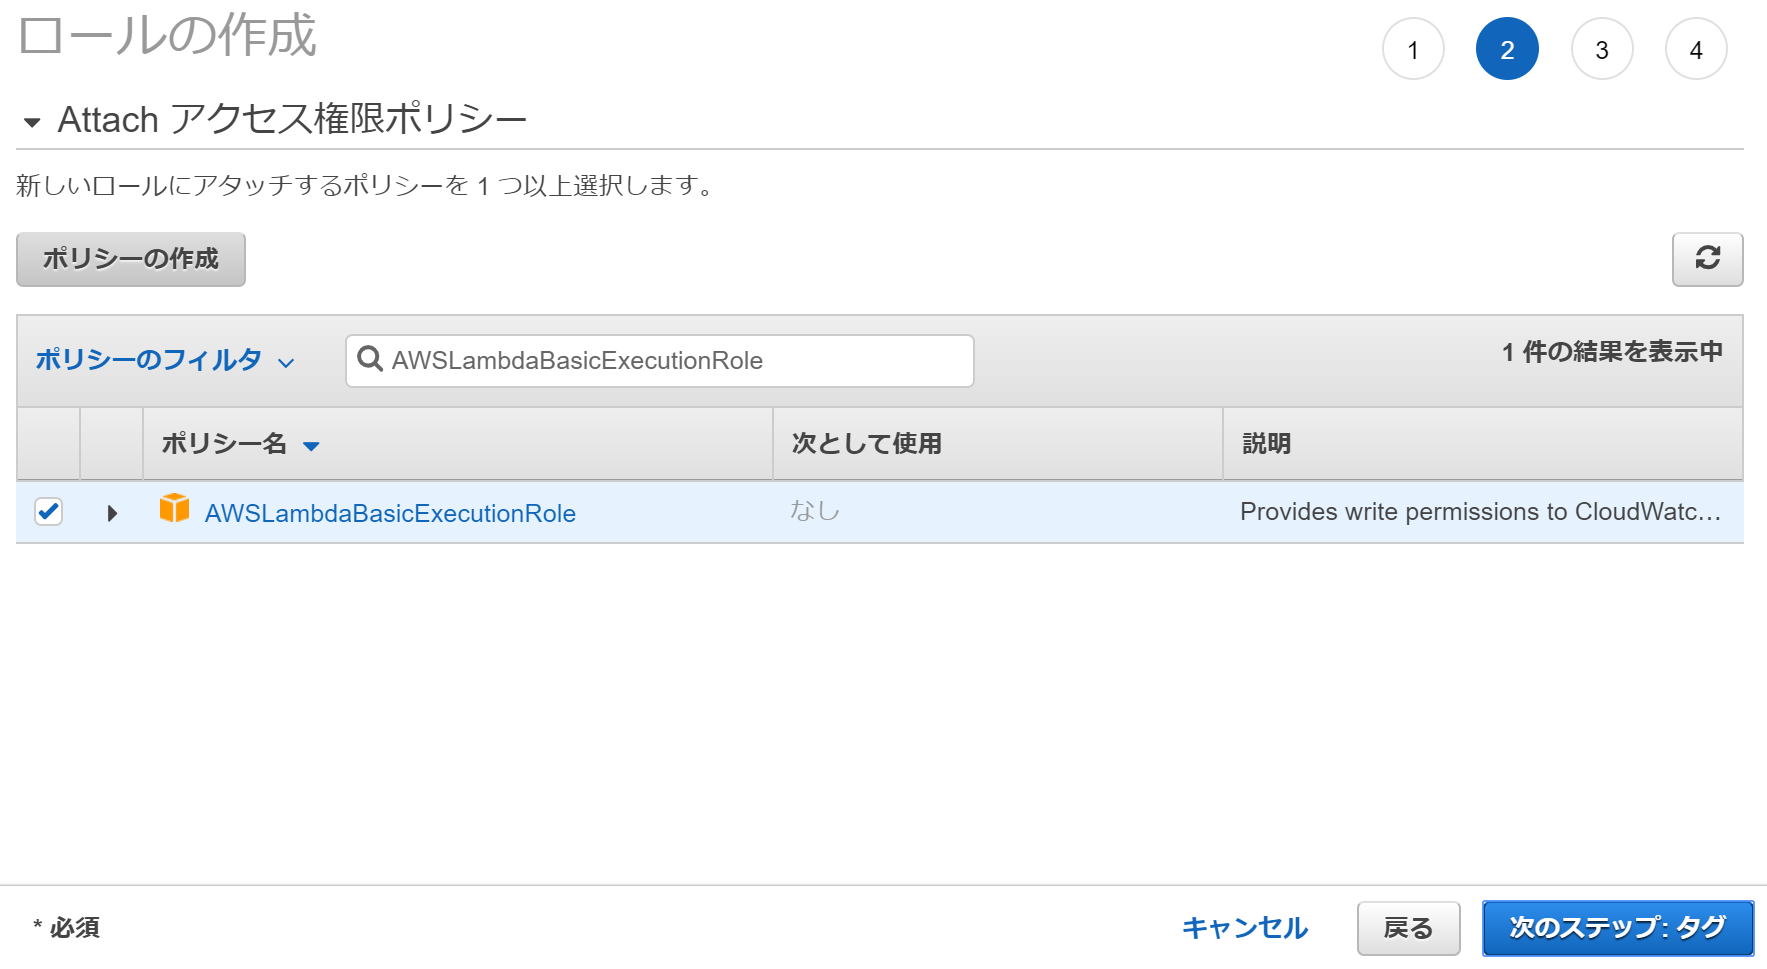 ロールの作成
1 2 3 4
Attach アクセス権限ポリシー
新しいロールにアタッチするポリシーを 1 つ以上選択します。
ポリシーの作成
ポリシーのフィルタ AWSLambdaBasicExecutionRole 1 件の結果を表示中
ポリシー名 次として使用 説明
AWSLambdaBasicExecutionRole なし Provides write permissions to CloudWatc...
* 必須 キャンセル 戻る 次のステップ: タグ